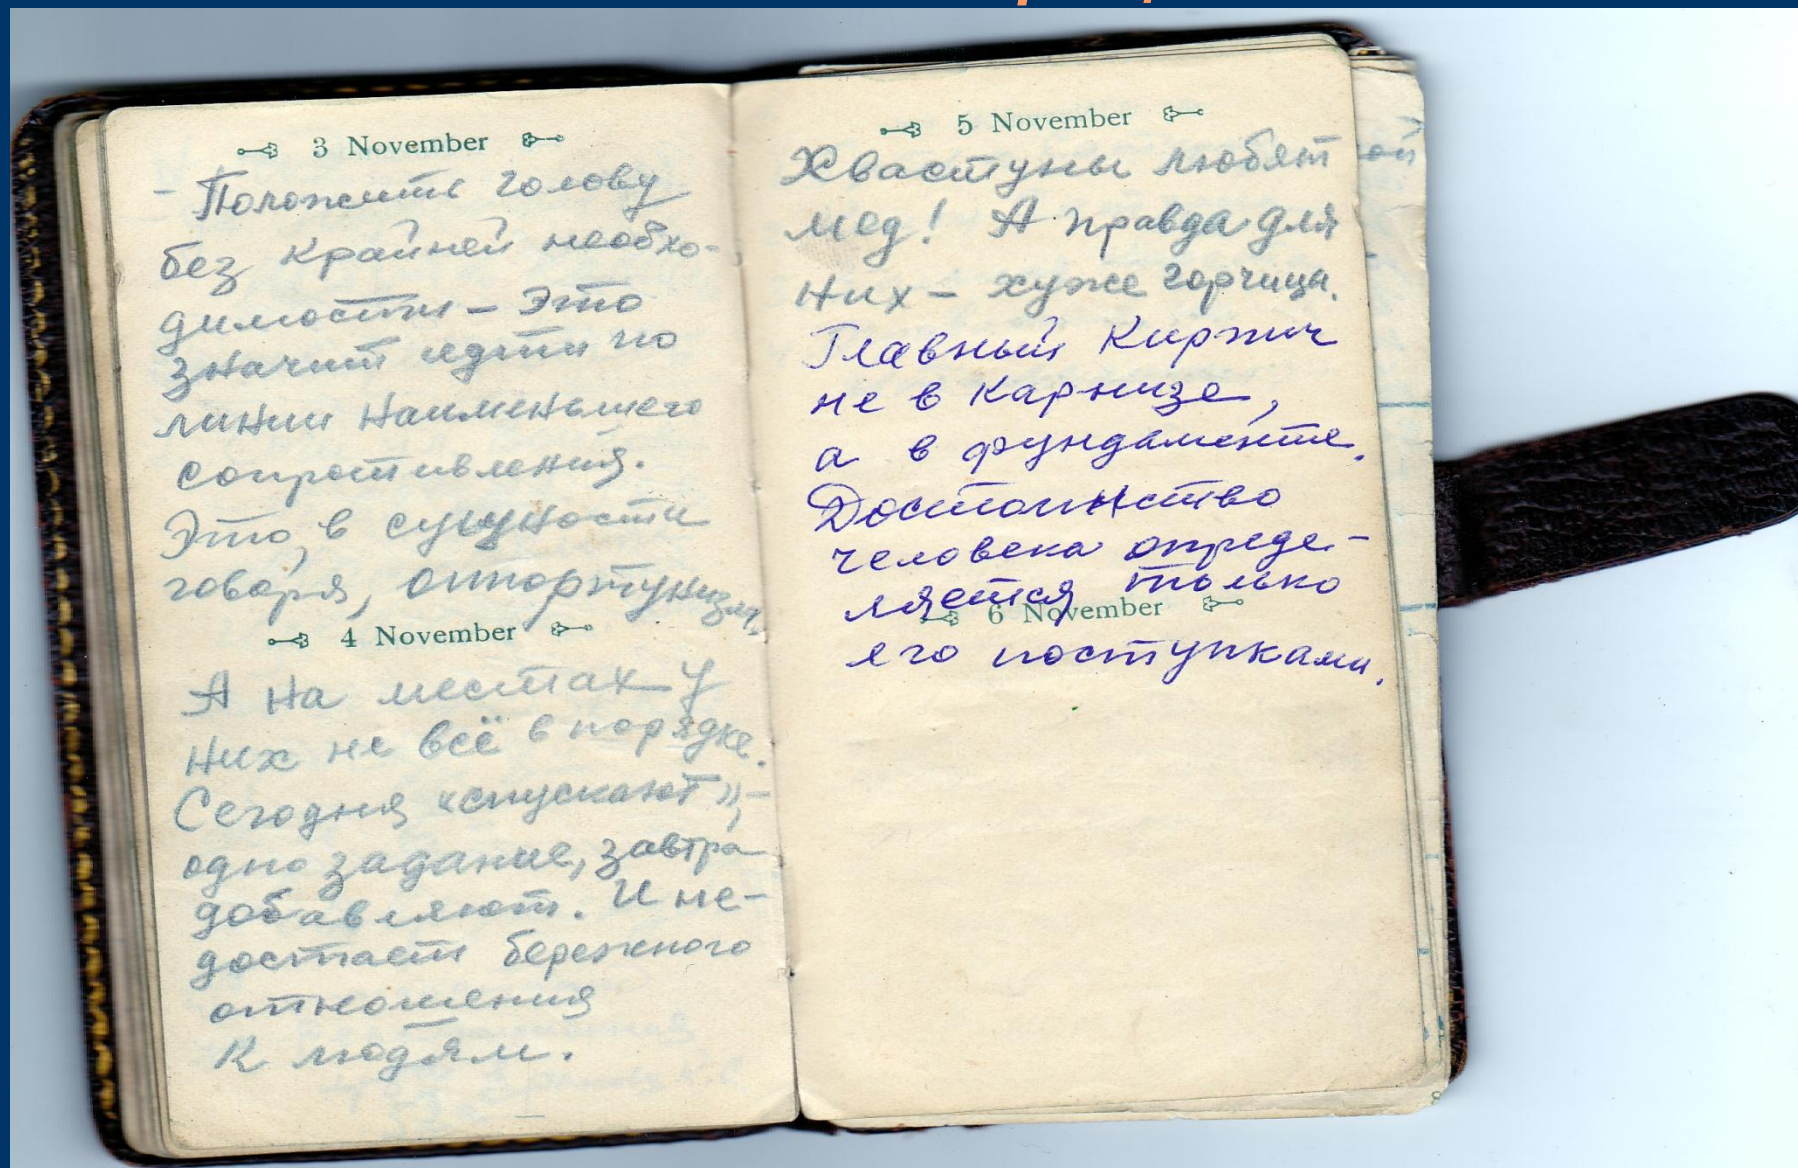 3 November
- Положить голову
без крайней необхо-
димости - Это
значит идти по
линии наименьшего
сопротивления.
Это, в сущности
говоря, оппортунизм.
4 November
А на местах у
них не всё в порядке.
Сегодня «спускают», -
одно задание, завтра
добавляют. И не-
достает бережного
отношения
к людям.
5 November
Хвастуны любят
мед! А правда для
них - хуже горчица.
Главный Кирпич
не в Карнизе,
а в фундаменте.
Достоинство
человека опреде-
ляется только
6 November
его поступками.